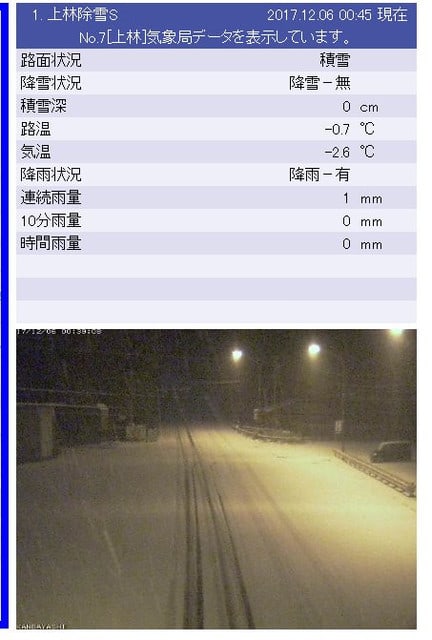 1. 上林除雪S 2017.12.06 00:45 現在
No.7[上林]気象局データを表示しています。
路面状況 積雪
降雪状況 降雪－無
積雪深 0 cm
路温 -0.7 ℃
気温 -2.6 ℃
降雨状況 降雨－有
連続雨量 1 mm
10分雨量 0 mm
時間雨量 0 mm
17/12/06 00:39:08
KANBAYASHI